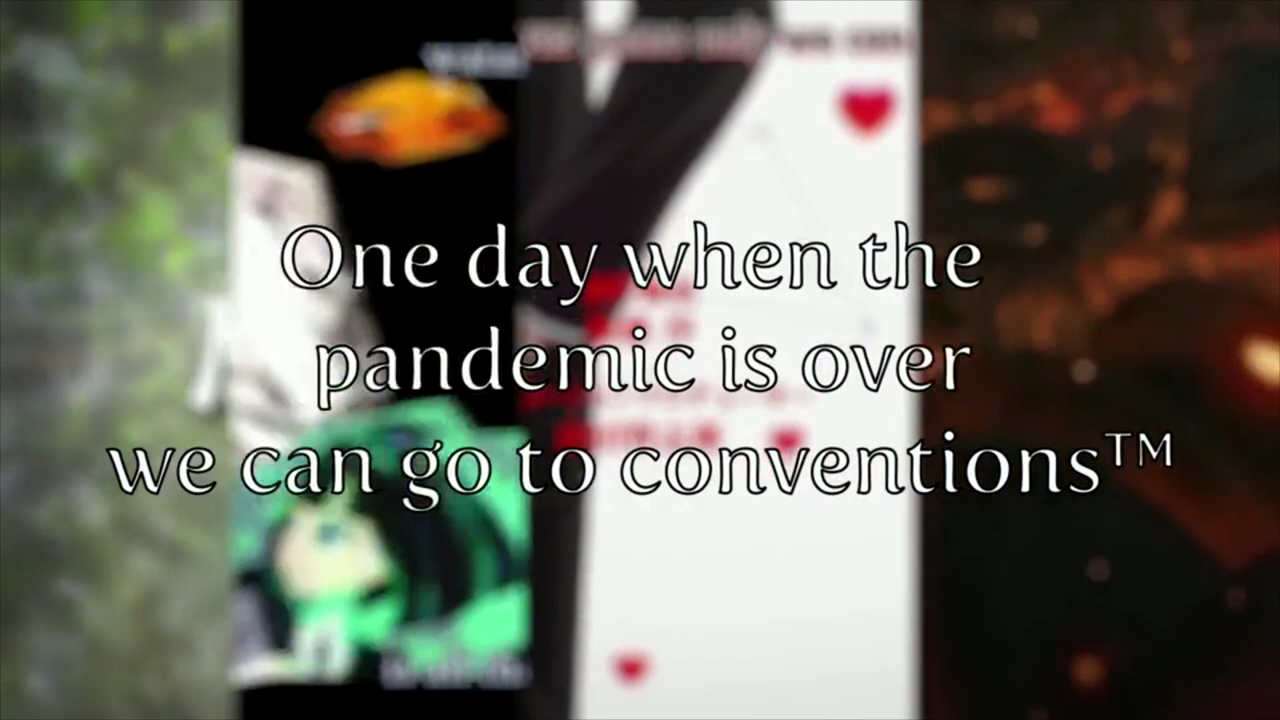 One day when the
pandemic is over
we can go to conventions™